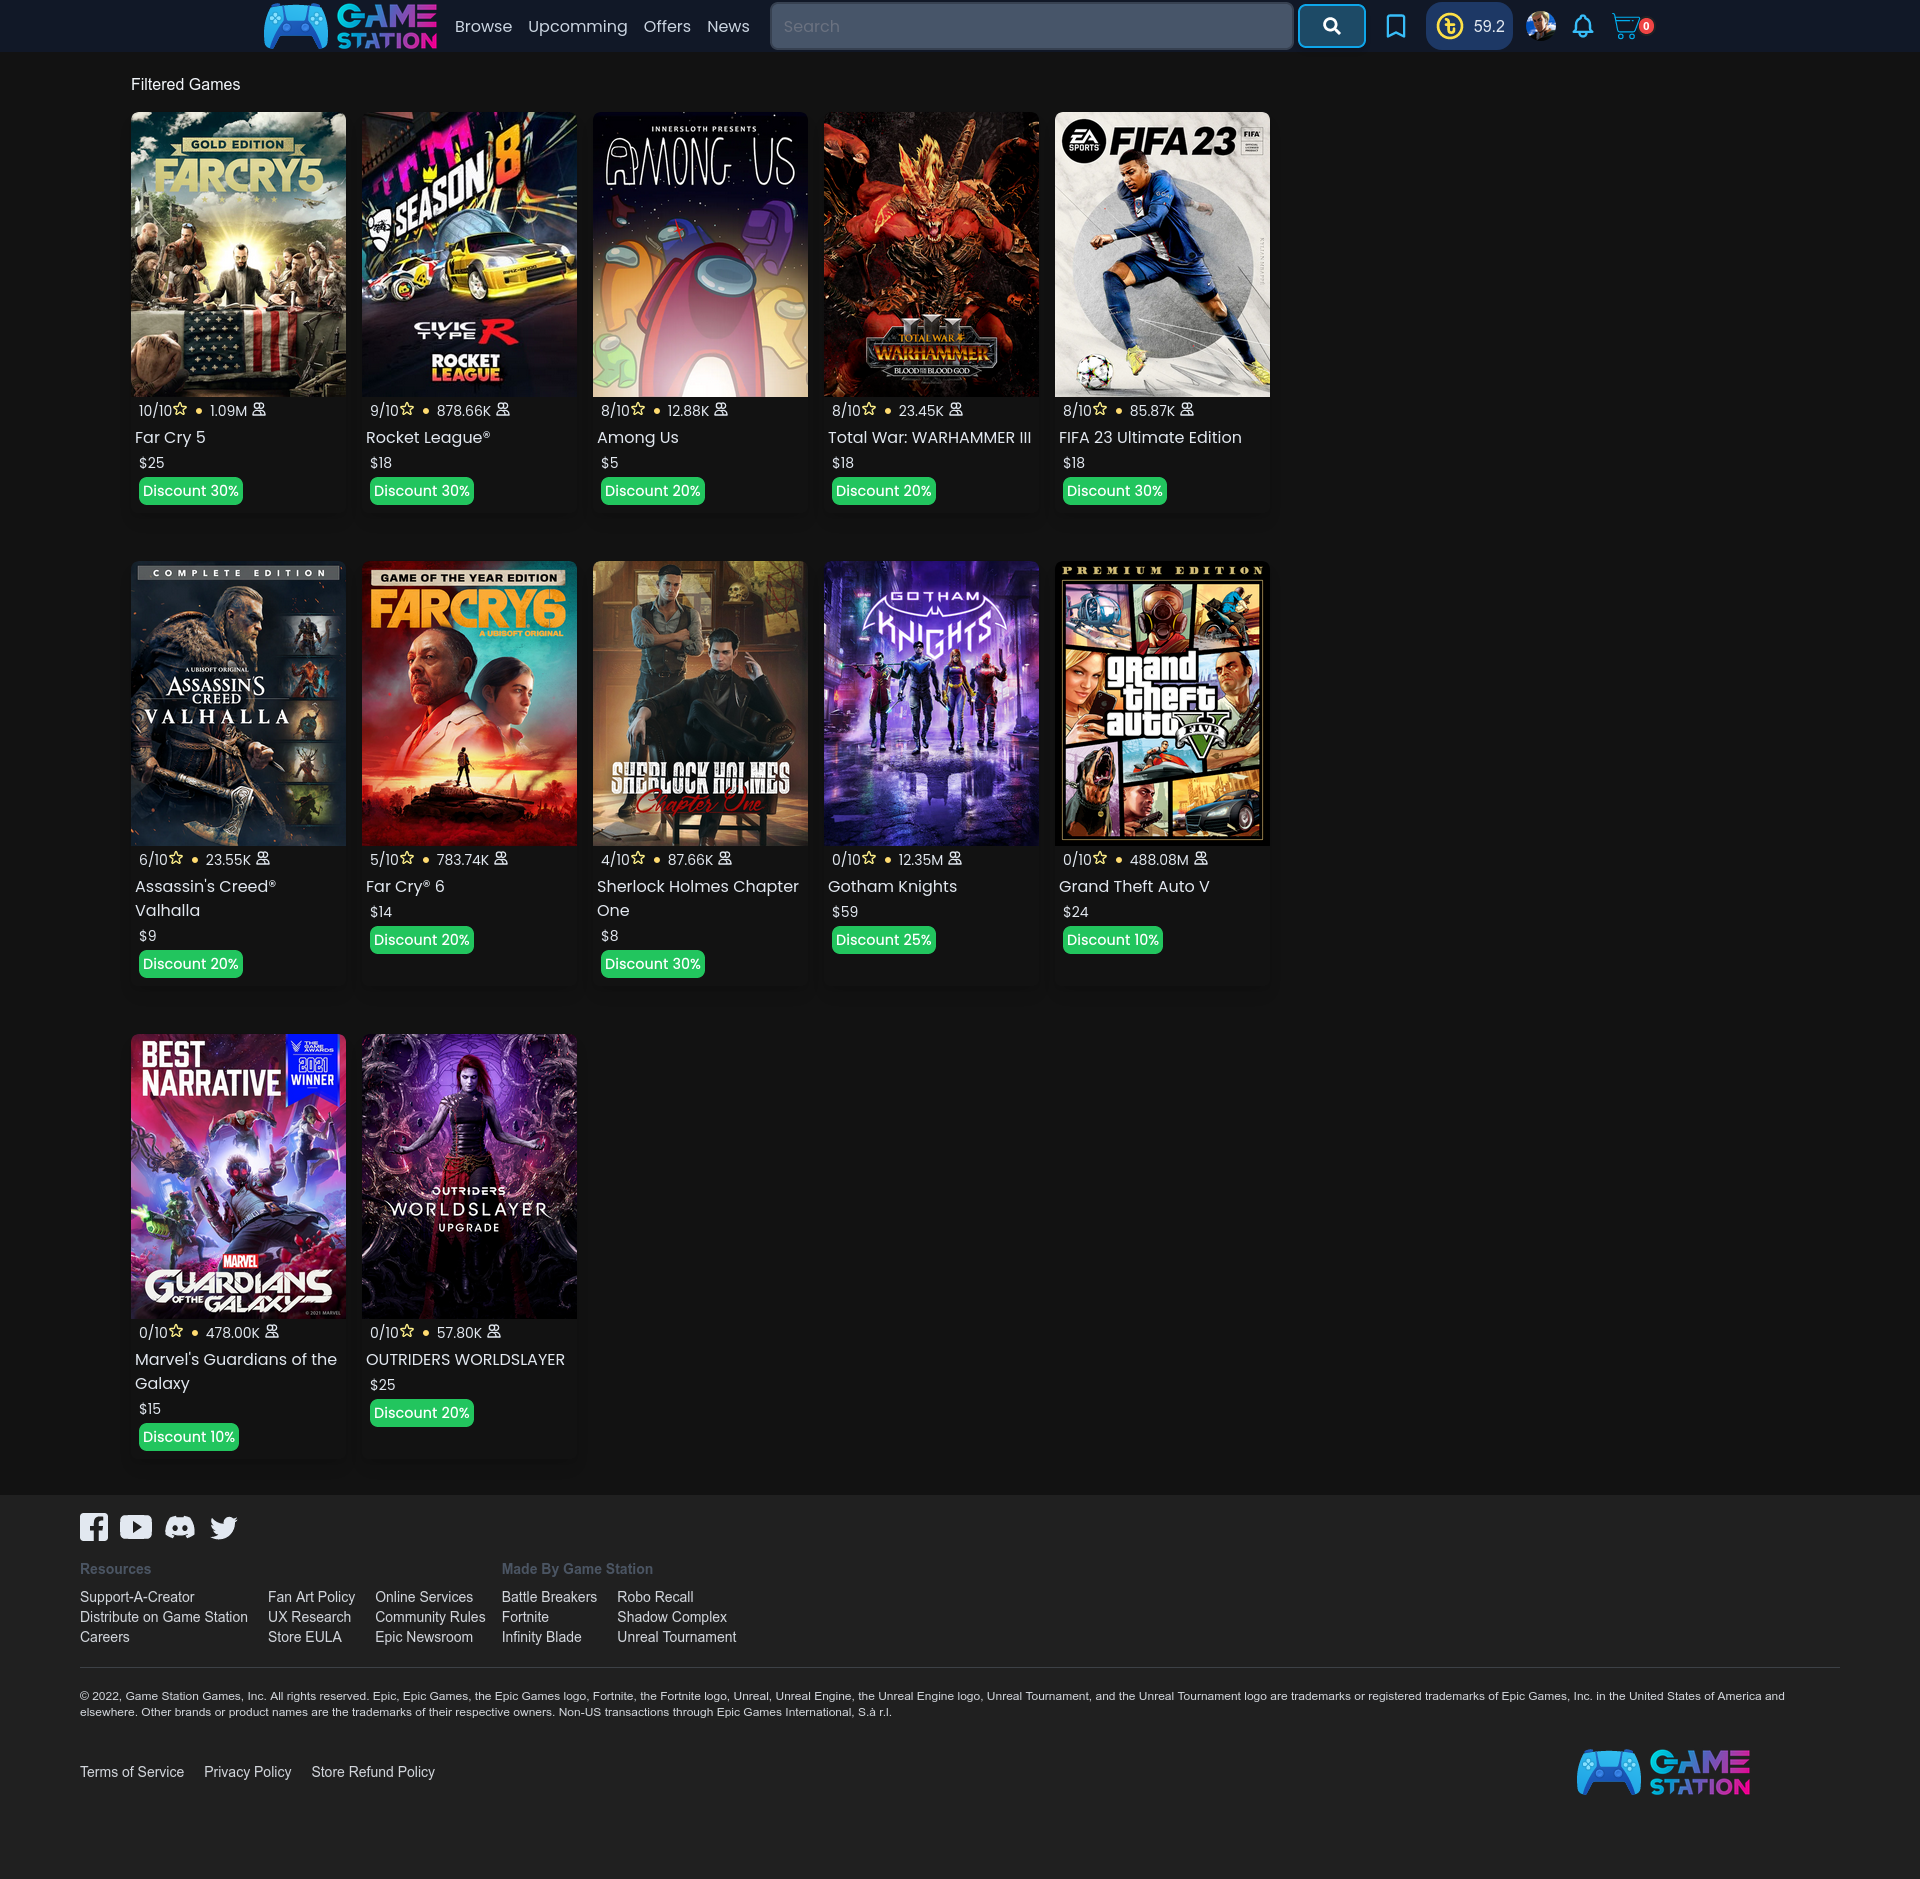 GAME STATION
Browse Upcomming Offers News Search 59.2 0
Filtered Games
GOLD EDITION
FARCRY5
SEASON 8
CIVIC
TYPE R
ROCKET
LEAGUE
INNERSLOTH PRESENTS
AMONG US
III
TOTAL WAR
WARHAMMER
BLOOD FOR THE BLOOD GOD
EA
SPORTS
FIFA 23
FIFA
10/10 • 1.09M
Far Cry 5
$25
Discount 30%
9/10 • 878.66K
Rocket League®
$18
Discount 30%
8/10 • 12.88K
Among Us
$5
Discount 20%
8/10 • 23.45K
Total War: WARHAMMER III
$18
Discount 20%
8/10 • 85.87K
FIFA 23 Ultimate Edition
$18
Discount 30%
COMPLETE EDITION
A UBISOFT ORIGINAL
ASSASSIN'S
CREED
VALHALLA
GAME OF THE YEAR EDITION
FARCRY6
A UBISOFT ORIGINAL
SHERLOCK HOLMES
Chapter One
GOTHAM
KNIGHTS
PREMIUM EDITION
grand
theft
auto V
FIVE
6/10 • 23.55K
Assassin's Creed®
Valhalla
$9
Discount 20%
5/10 • 783.74K
Far Cry® 6
$14
Discount 20%
4/10 • 87.66K
Sherlock Holmes Chapter
One
$8
Discount 30%
0/10 • 12.35M
Gotham Knights
$59
Discount 25%
0/10 • 488.08M
Grand Theft Auto V
$24
Discount 10%
BEST
NARRATIVE
THE GAME AWARDS
2021
WINNER
MARVEL
GUARDIANS
OF THE
GALAXY
© 2021 MARVEL
OUTRIDERS
WORLDSLAYER
UPGRADE
0/10 • 478.00K
Marvel's Guardians of the
Galaxy
$15
Discount 10%
0/10 • 57.80K
OUTRIDERS WORLDSLAYER
$25
Discount 20%
Resources
Support-A-Creator
Distribute on Game Station
Careers
Fan Art Policy
UX Research
Store EULA
Online Services
Community Rules
Epic Newsroom
Made By Game Station
Battle Breakers
Fortnite
Infinity Blade
Robo Recall
Shadow Complex
Unreal Tournament
© 2022, Game Station Games, Inc. All rights reserved. Epic, Epic Games, the Epic Games logo, Fortnite, the Fortnite logo, Unreal, Unreal Engine, the Unreal Engine logo, Unreal Tournament, and the Unreal Tournament logo are trademarks or registered trademarks of Epic Games, Inc. in the United States of America and
elsewhere. Other brands or product names are the trademarks of their respective owners. Non-US transactions through Epic Games International, S.à r.l.
Terms of Service Privacy Policy Store Refund Policy
GAME STATION